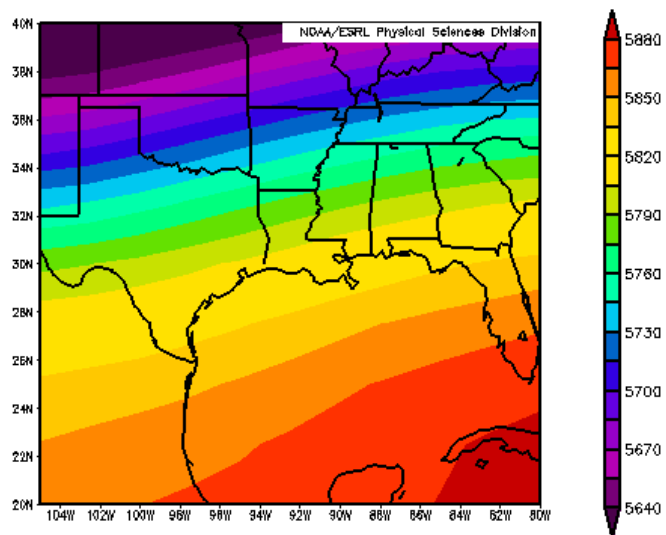 NOAA/ESRL Physical Sciences Division
40N
38N
36N
34N
32N
30N
28N
26N
24N
22N
20N
104W 102W 100W 98W 96W 94W 92W 90W 88W 86W 84W 82W 80W
5880
5850
5820
5790
5760
5730
5700
5670
5640